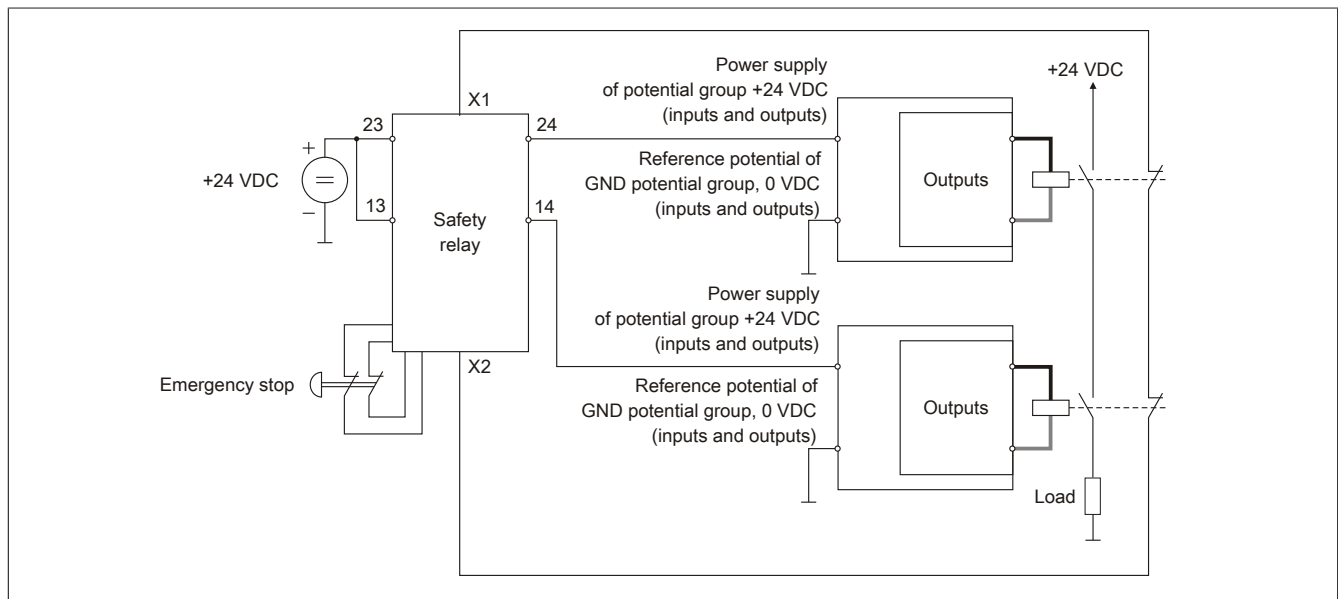 Power supply
of potential group +24 VDC
(inputs and outputs)
+24 VDC
X1
23
24
Reference potential of
GND potential group, 0 VDC
(inputs and outputs)
Outputs
+
+24 VDC
=
−
13
14
Safety
relay
Power supply
of potential group +24 VDC
(inputs and outputs)
X2
Emergency stop
Reference potential of
GND potential group, 0 VDC
(inputs and outputs)
Outputs
Load